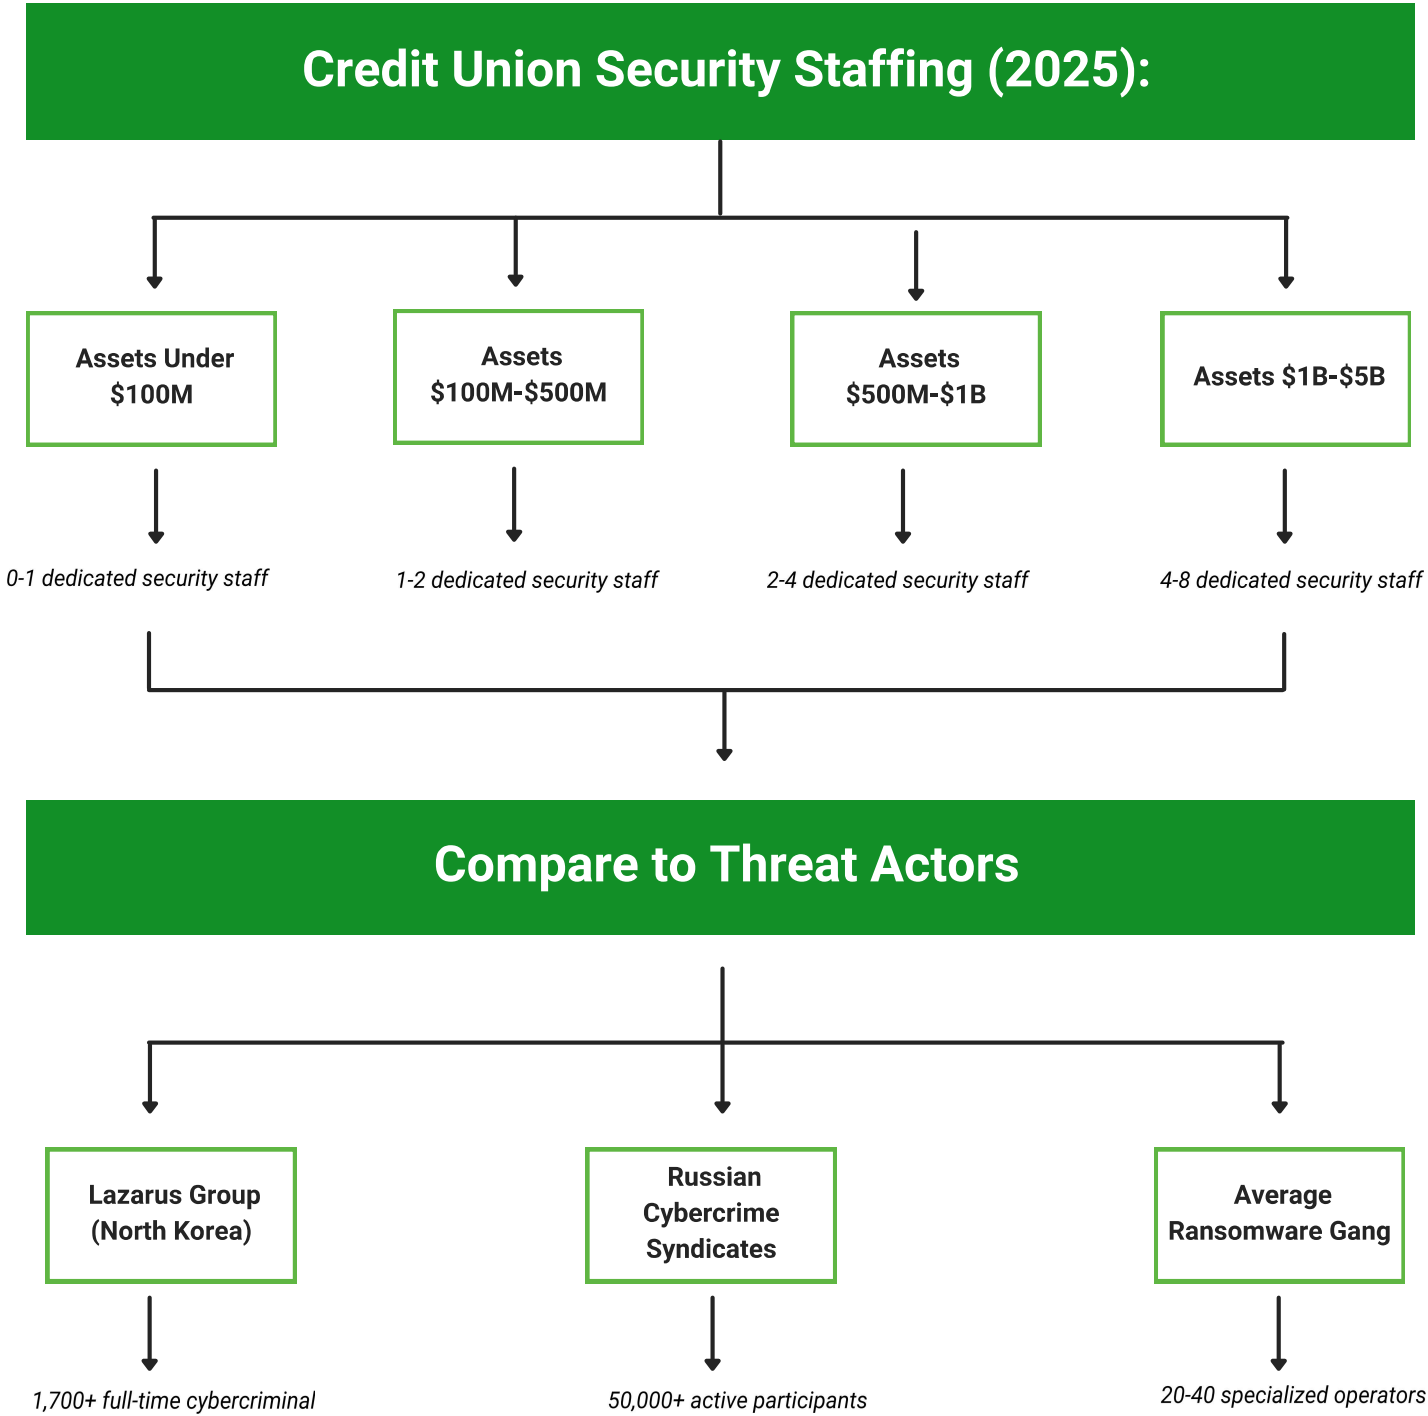 Credit Union Security Staffing (2025):
Assets Under
$100M
Assets
$100M-$500M
Assets
$500M-$1B
Assets $1B-$5B
0-1 dedicated security staff
1-2 dedicated security staff
2-4 dedicated security staff
4-8 dedicated security staff
Compare to Threat Actors
Lazarus Group
(North Korea)
Russian
Cybercrime
Syndicates
Average
Ransomware Gang
1,700+ full-time cybercriminal
50,000+ active participants
20-40 specialized operators